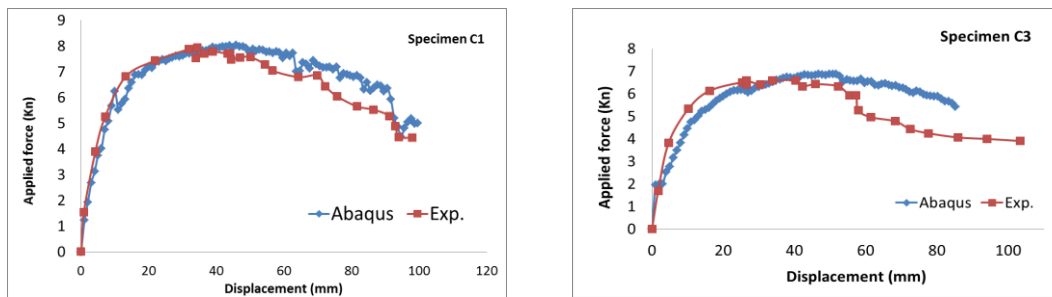 Specimen C1
Applied force (Kn)
9
8
7
6
5
4
3
2
1
0
Abaqus
Exp.
0 20 40 60 80 100 120
Displacement (mm)
Specimen C3
Applied force (Kn)
8
7
6
5
4
3
2
1
0
Abaqus
Exp.
0 20 40 60 80 100
Displacement (mm)